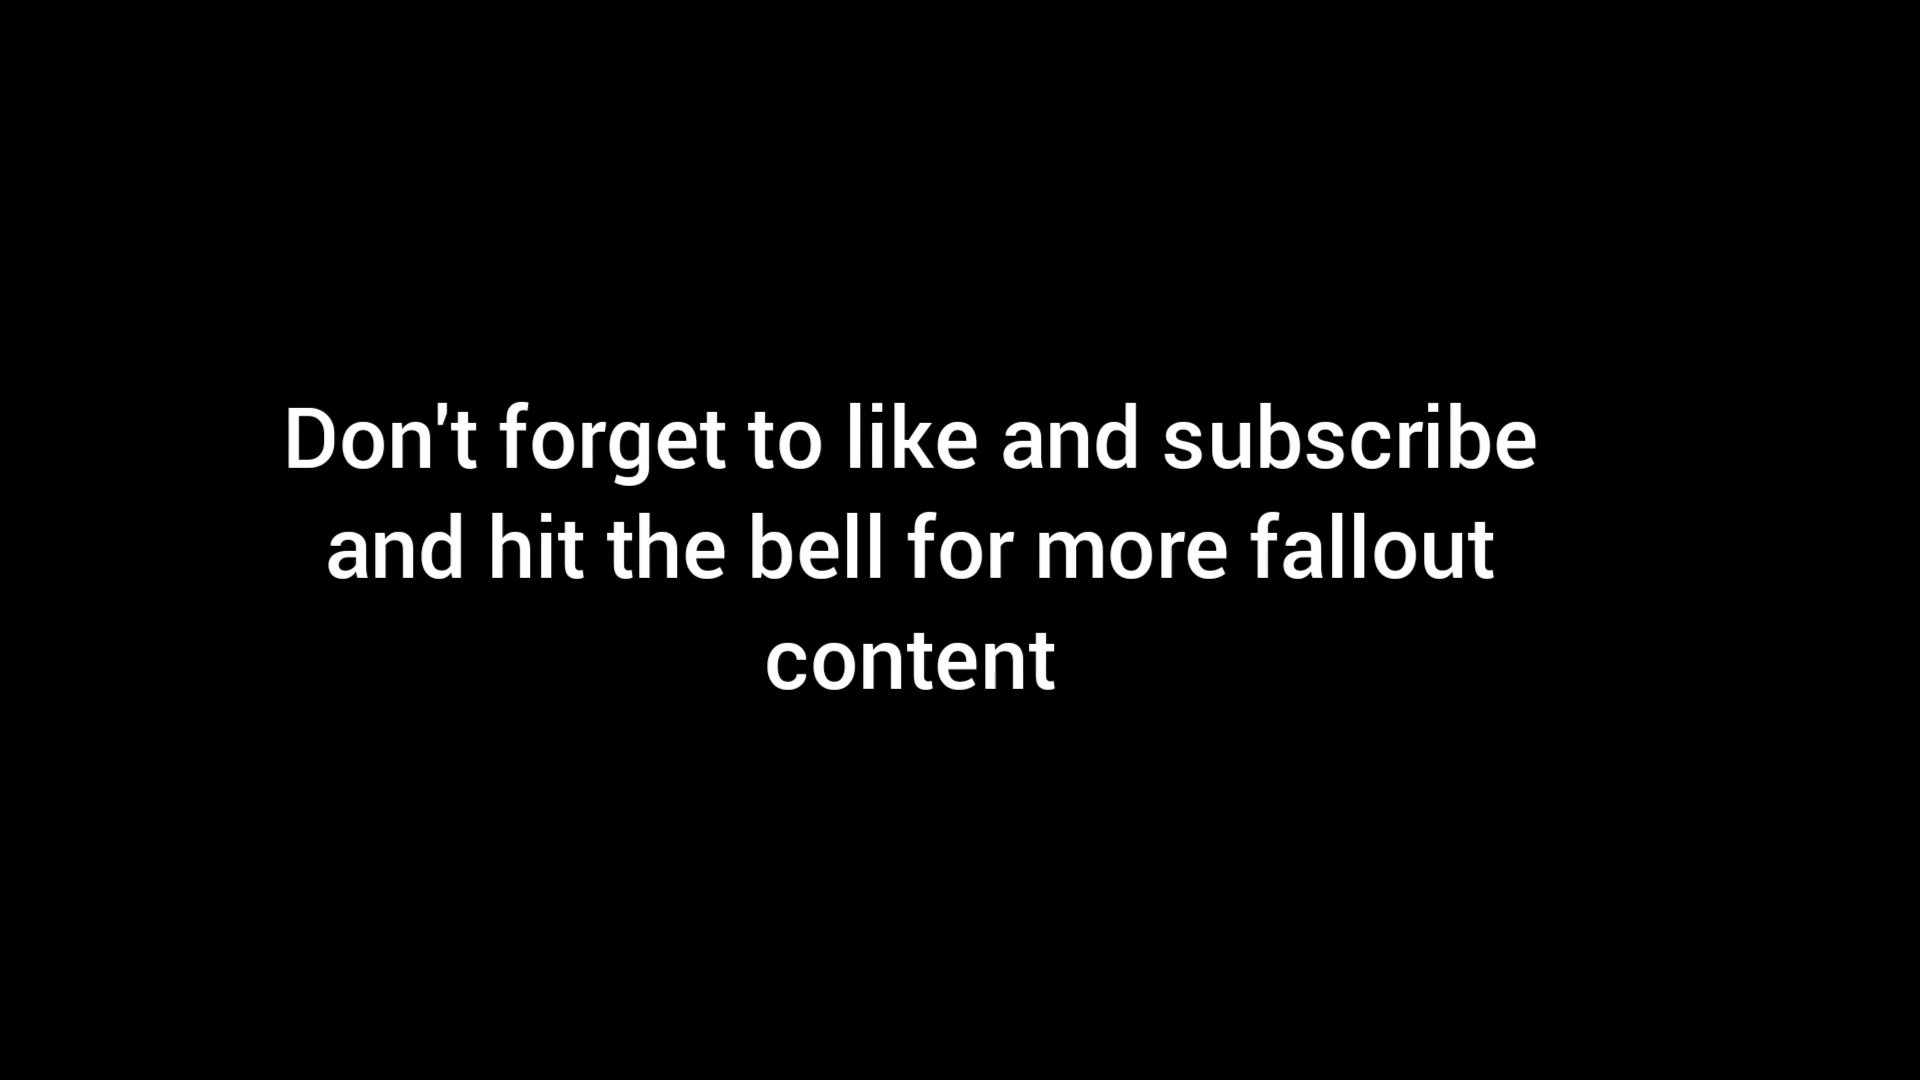 Don't forget to like and subscribe
and hit the bell for more fallout
content